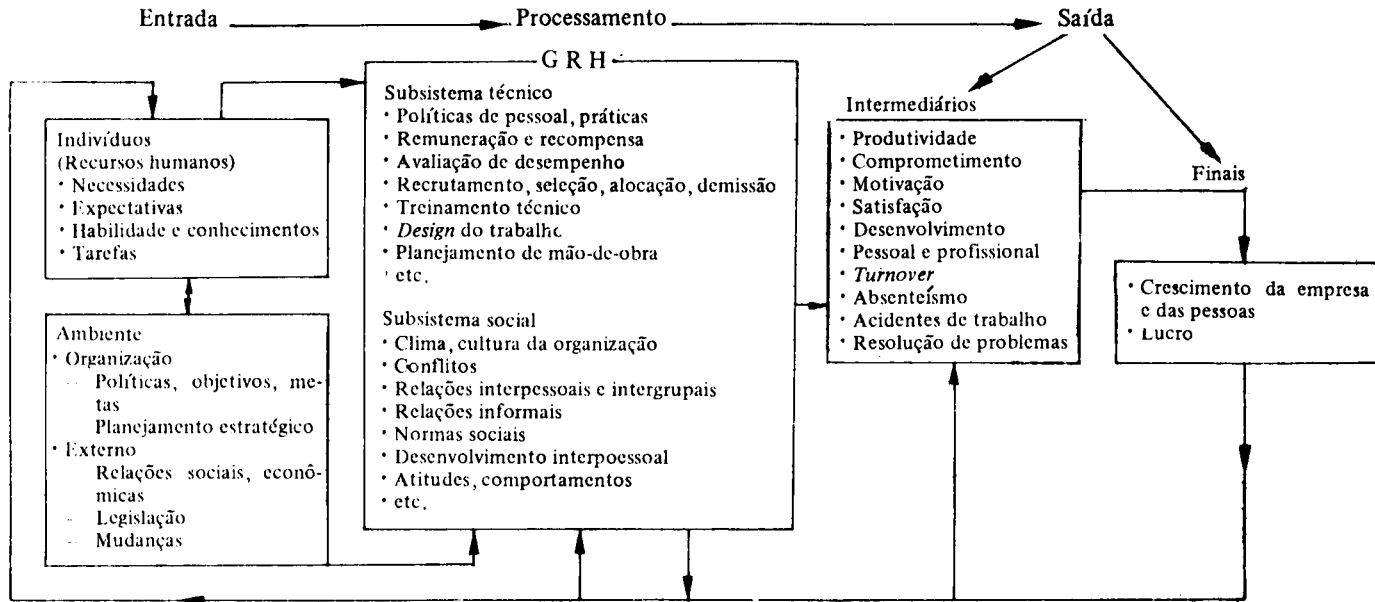 Entrada
Processamento
Saída
G R H
Indivíduos
(Recursos humanos)
· Necessidades
· Expectativas
· Habilidade e conhecimentos
· Tarefas
Ambiente
· Organização
– Políticas, objetivos, me-
tas
Planejamento estratégico
· Externo
Relações sociais, econô-
micas
– Legislação
– Mudanças
Subsistema técnico
· Políticas de pessoal, práticas
· Remuneração e recompensa
· Avaliação de desempenho
· Recrutamento, seleção, alocação, demissão
· Treinamento técnico
· Design do trabalho
· Planejamento de mão-de-obra
· etc.
Subsistema social
· Clima, cultura da organização
· Conflitos
· Relações interpessoais e intergrupais
· Relações informais
· Normas sociais
· Desenvolvimento interpoessoal
· Atitudes, comportamentos
· etc.
Intermediários
· Produtividade
· Comprometimento
· Motivação
· Satisfação
· Desenvolvimento
· Pessoal e profissional
· Turnover
· Absenteísmo
· Acidentes de trabalho
· Resolução de problemas
Finais
· Crescimento da empresa
e das pessoas
· Lucro